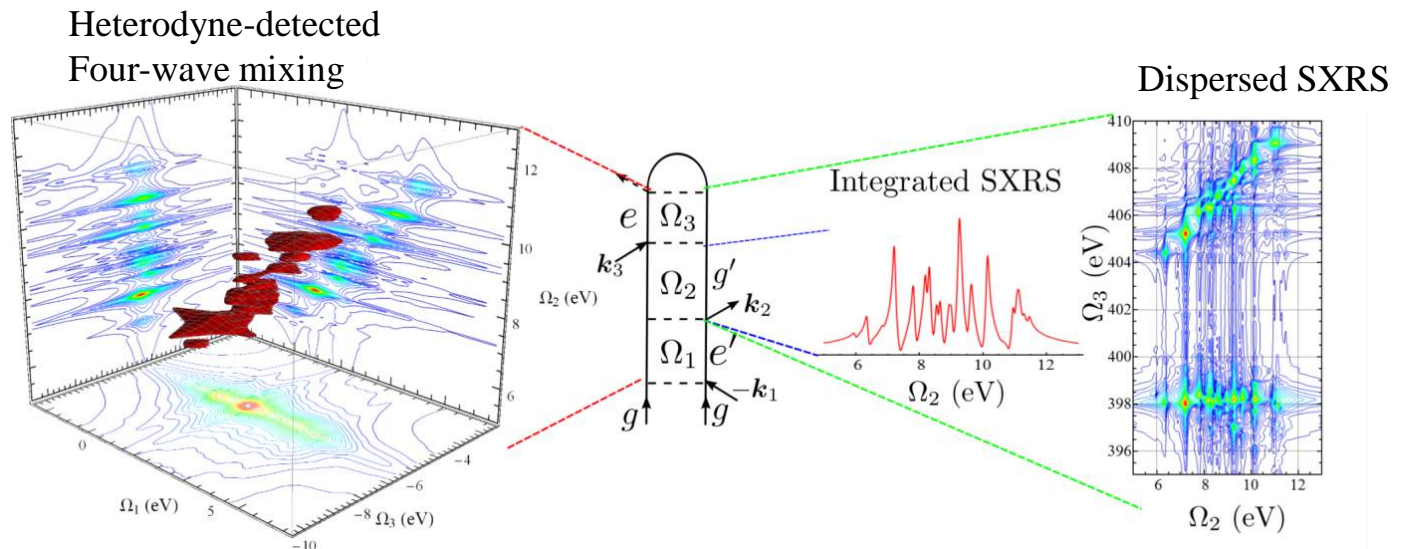 Heterodyne-detected
Four-wave mixing
Dispersed SXRS
12
10
Ω₂ (eV)
8
6
0
5
Ω₁ (eV)
−4
−6
−8
Ω₃ (eV)
−10
e
Ω₃
k₃
Ω₂
g′
k₂
Ω₁
e′
−k₁
g
g
Integrated SXRS
6
8
10
12
Ω₂ (eV)
410
408
406
404
402
400
398
396
Ω₃ (eV)
6
8
10
12
Ω₂ (eV)